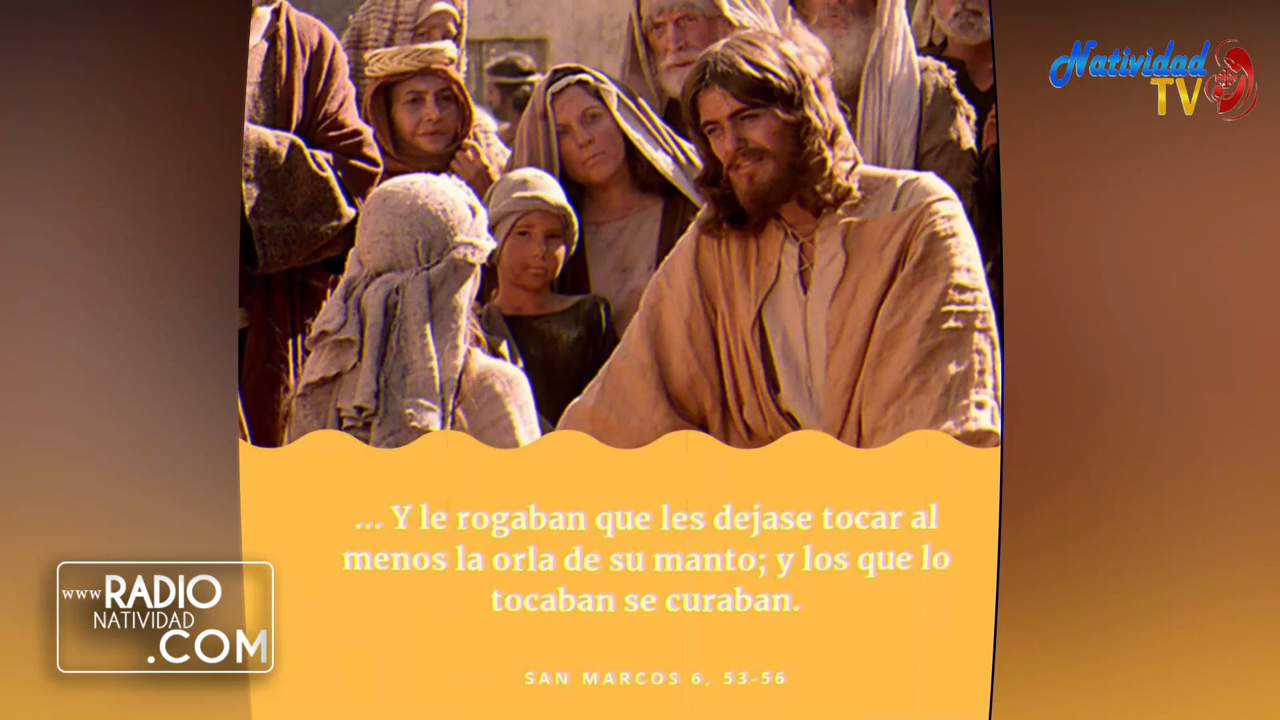 Natividad
TV
... Y le rogaban que les dejase tocar al
menos la orla de su manto; y los que lo
tocaban se curaban.
SAN MARCOS 6, 53-56
www RADIO
NATIVIDAD
.COM